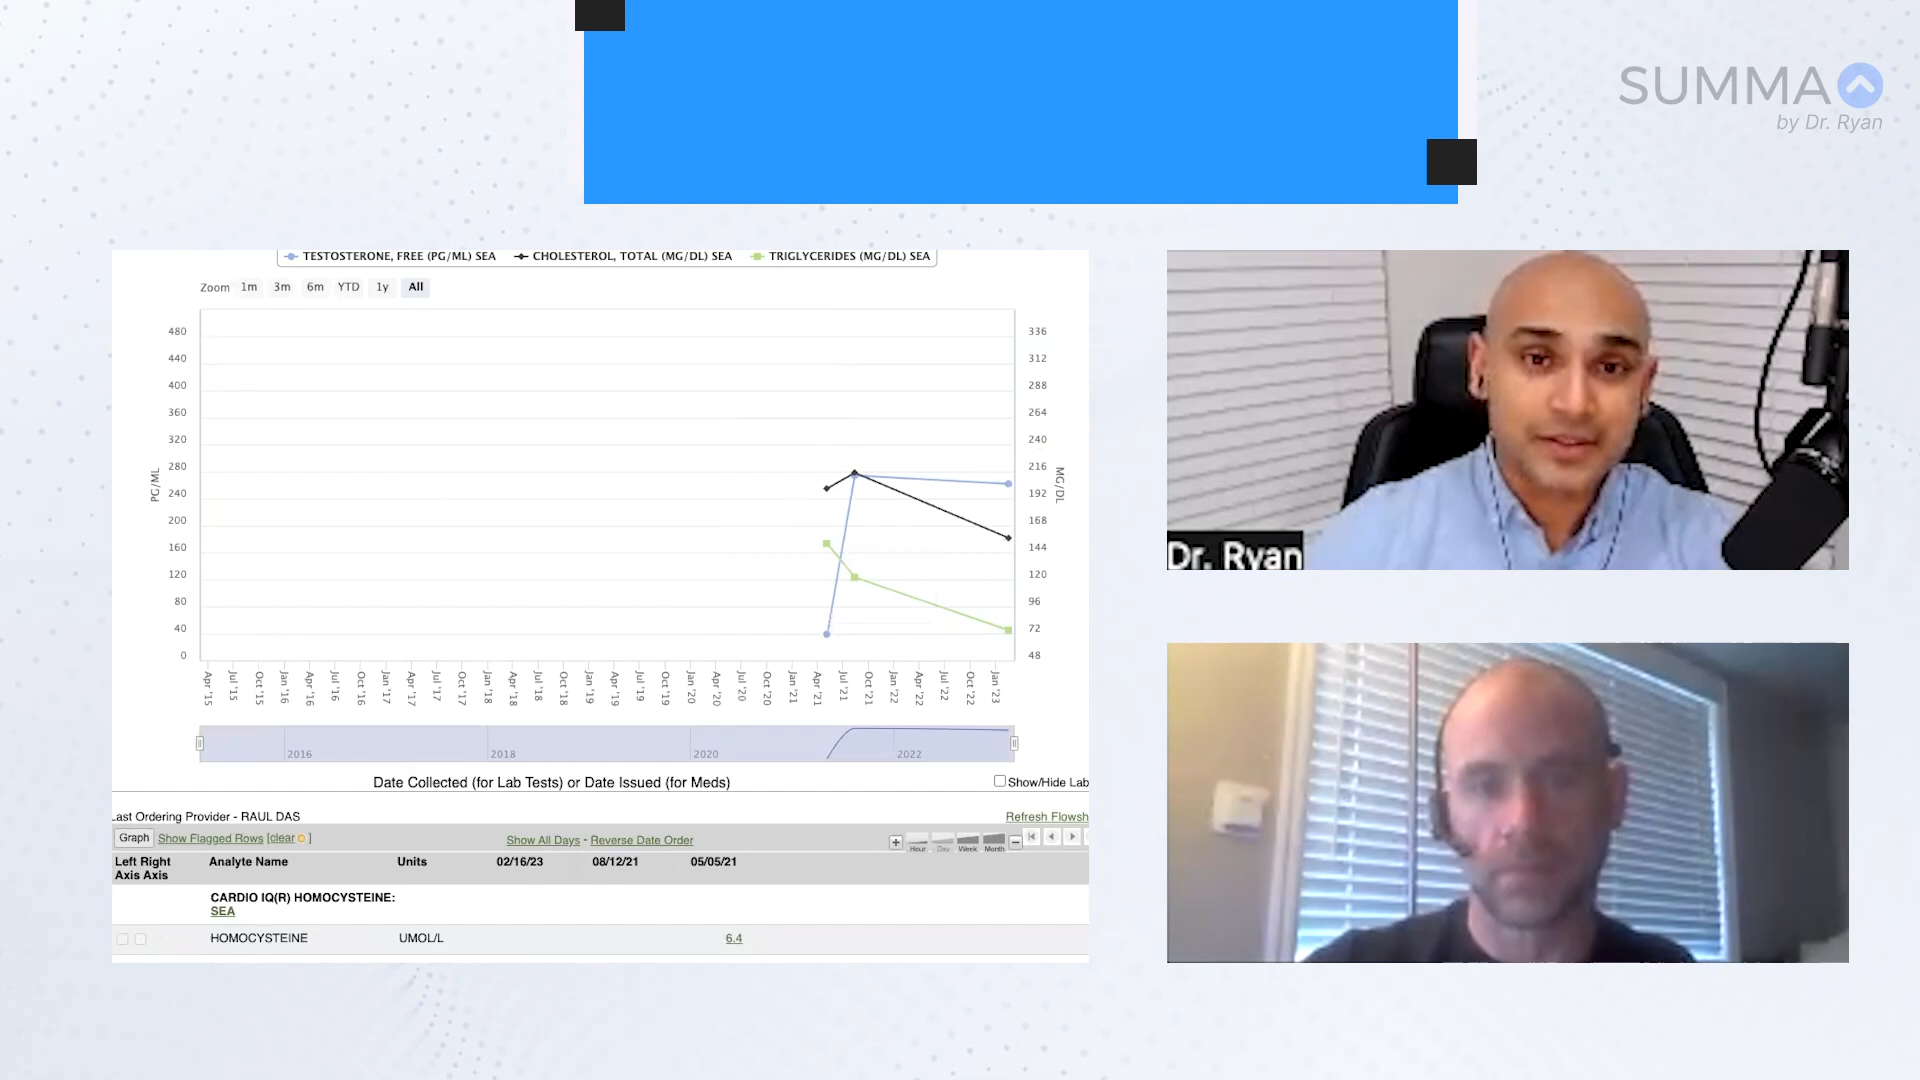 SUMMA
by Dr. Ryan
TESTOSTERONE, FREE (PG/ML) SEA CHOLESTEROL, TOTAL (MG/DL) SEA TRIGLYCERIDES (MG/DL) SEA
Zoom 1m 3m 6m YTD 1y All
480 336
440 312
400 288
360 264
320 240
280 216
240 192
200 168
160 144
120 120
80 96
40 72
0 48
PG/ML
MG/DL
Apr '15 Jul '15 Oct '15 Jan '16 Apr '16 Jul '16 Oct '16 Jan '17 Apr '17 Jul '17 Oct '17 Jan '18 Apr '18 Jul '18 Oct '18 Jan '19 Apr '19 Jul '19 Oct '19 Jan '20 Apr '20 Jul '20 Oct '20 Jan '21 Apr '21 Jul '21 Oct '21 Jan '22 Apr '22 Jul '22 Oct '22 Jan '23
2016 2018 2020 2022
Date Collected (for Lab Tests) or Date Issued (for Meds)
Show/Hide Lab
Last Ordering Provider - RAUL DAS
Refresh Flowsh
Graph Show Flagged Rows [clear ] Show All Days - Reverse Date Order + Hour Day Week Month −
Left Right Analyte Name Units 02/16/23 08/12/21 05/05/21
Axis Axis
CARDIO IQ(R) HOMOCYSTEINE:
SEA
HOMOCYSTEINE UMOL/L 6.4
Dr. Ryan